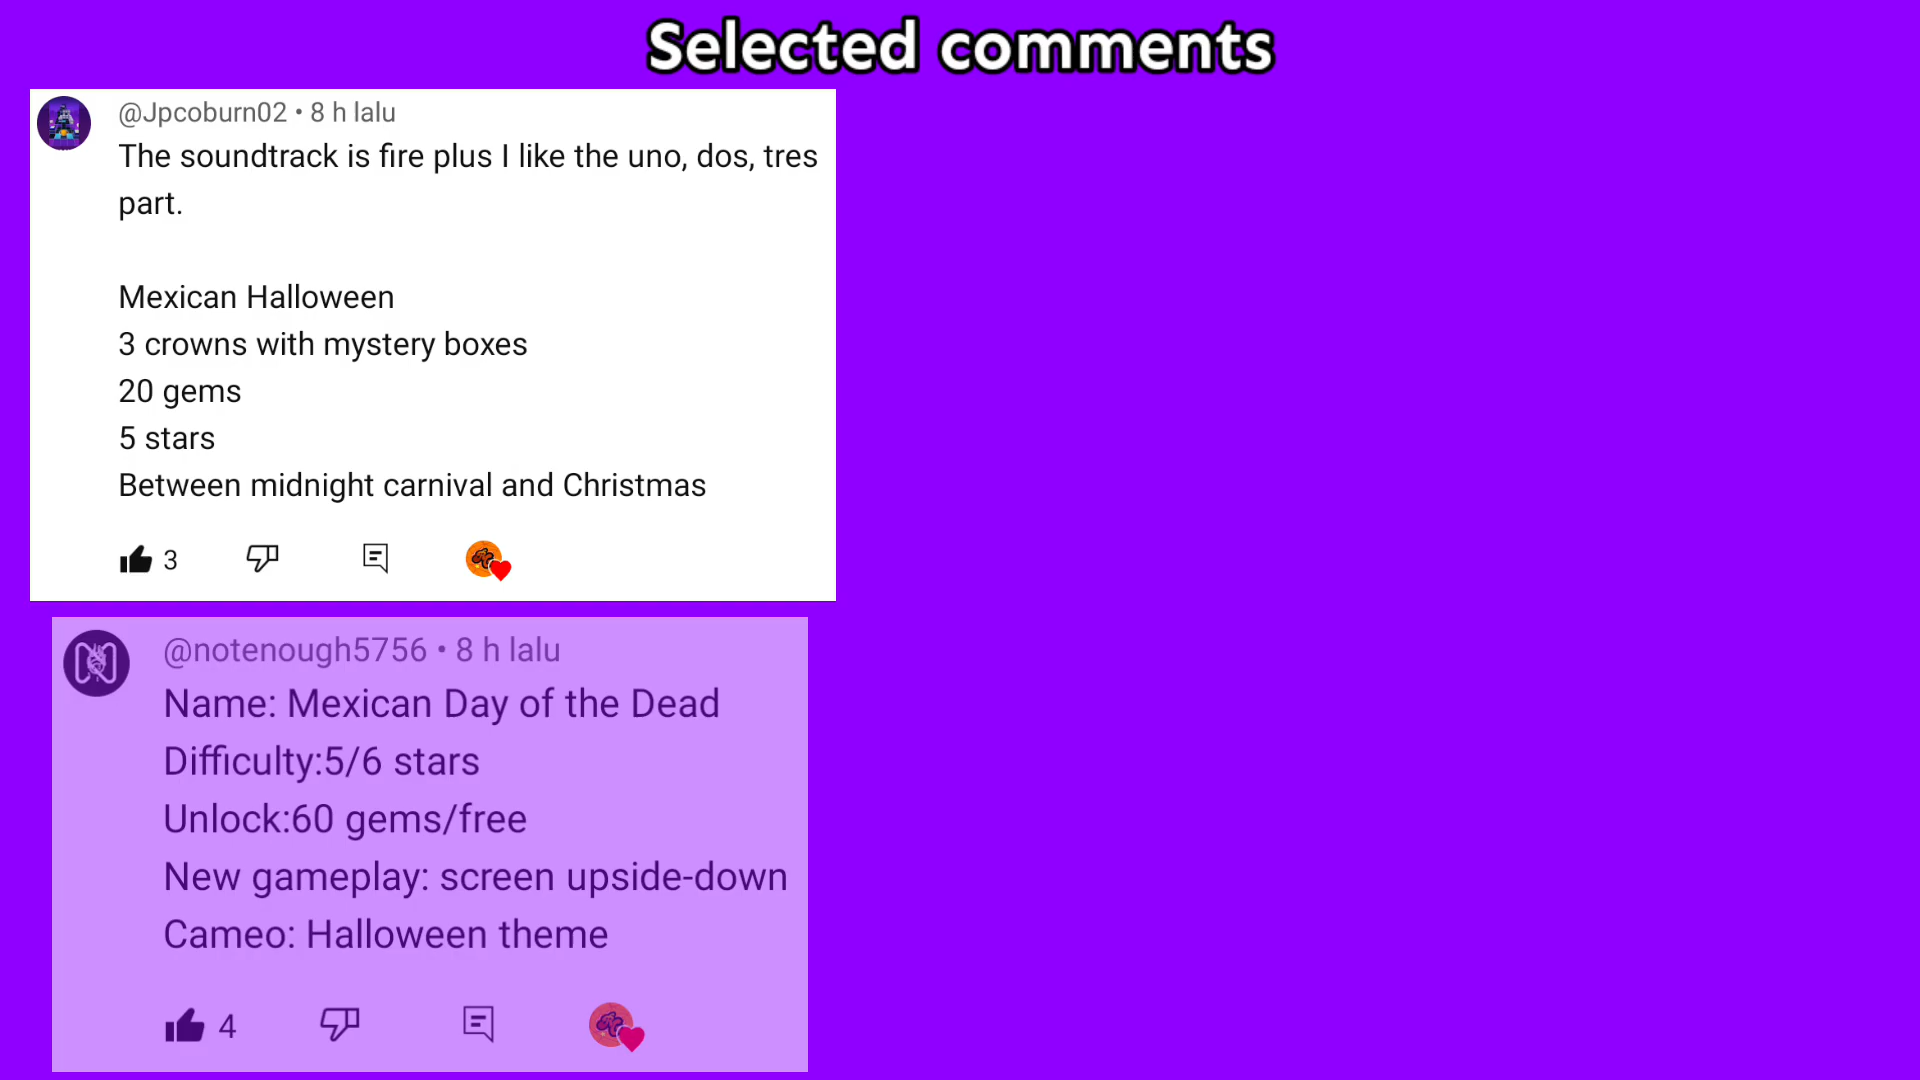 Selected comments
@Jpcoburn02 • 8 h lalu
The soundtrack is fire plus I like the uno, dos, tres
part.
Mexican Halloween
3 crowns with mystery boxes
20 gems
5 stars
Between midnight carnival and Christmas
3
@notenough5756 • 8 h lalu
Name: Mexican Day of the Dead
Difficulty:5/6 stars
Unlock:60 gems/free
New gameplay: screen upside-down
Cameo: Halloween theme
4